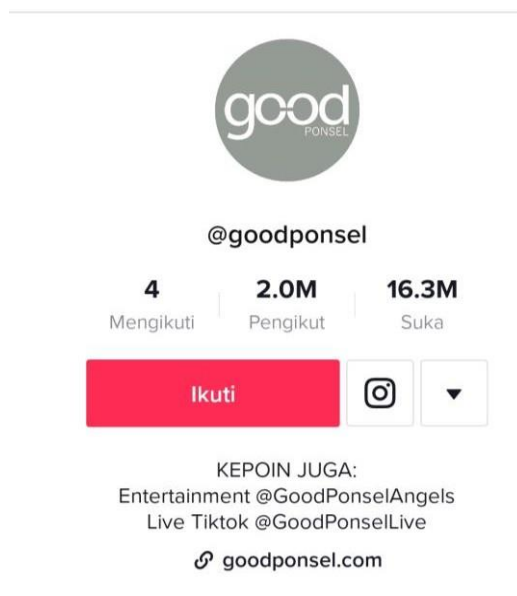 good
PONSEL
@goodponsel
4 2.0M 16.3M
Mengikuti Pengikut Suka
Ikuti
KEPOIN JUGA:
Entertainment @GoodPonselAngels
Live Tiktok @GoodPonselLive
goodponsel.com